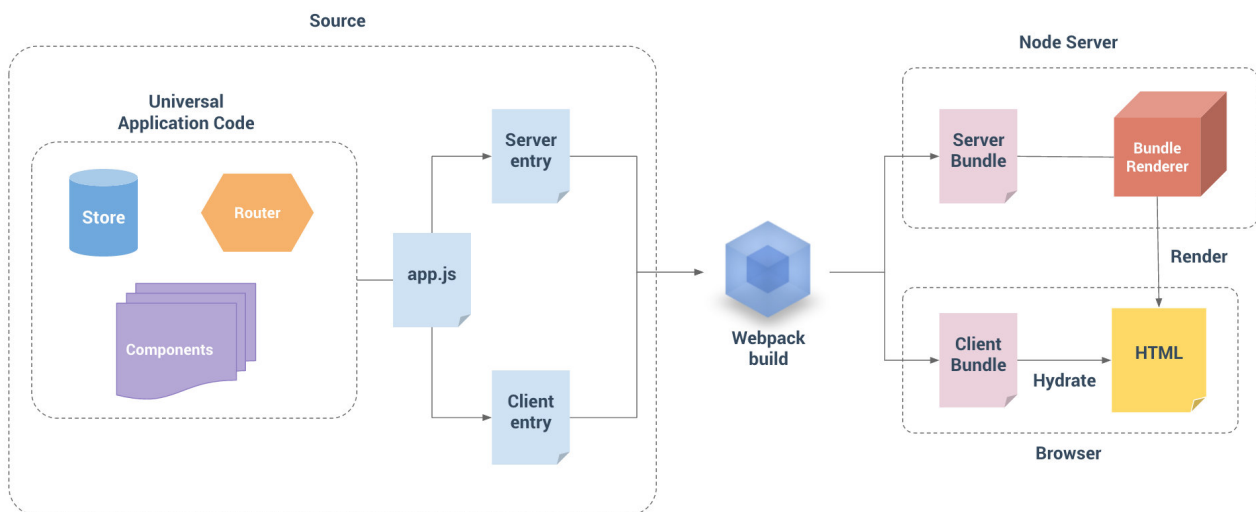 Source
Universal
Application Code
Store
Router
Components
app.js
Server
entry
Client
entry
Webpack
build
Node Server
Server
Bundle
Bundle
Renderer
Render
Client
Bundle
Hydrate
HTML
Browser